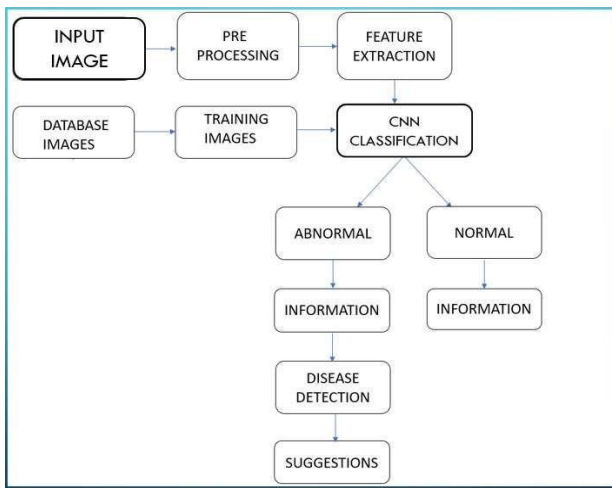 INPUT
IMAGE
PRE
PROCESSING
FEATURE
EXTRACTION
DATABASE
IMAGES
TRAINING
IMAGES
CNN
CLASSIFICATION
ABNORMAL
NORMAL
INFORMATION
INFORMATION
DISEASE
DETECTION
SUGGESTIONS